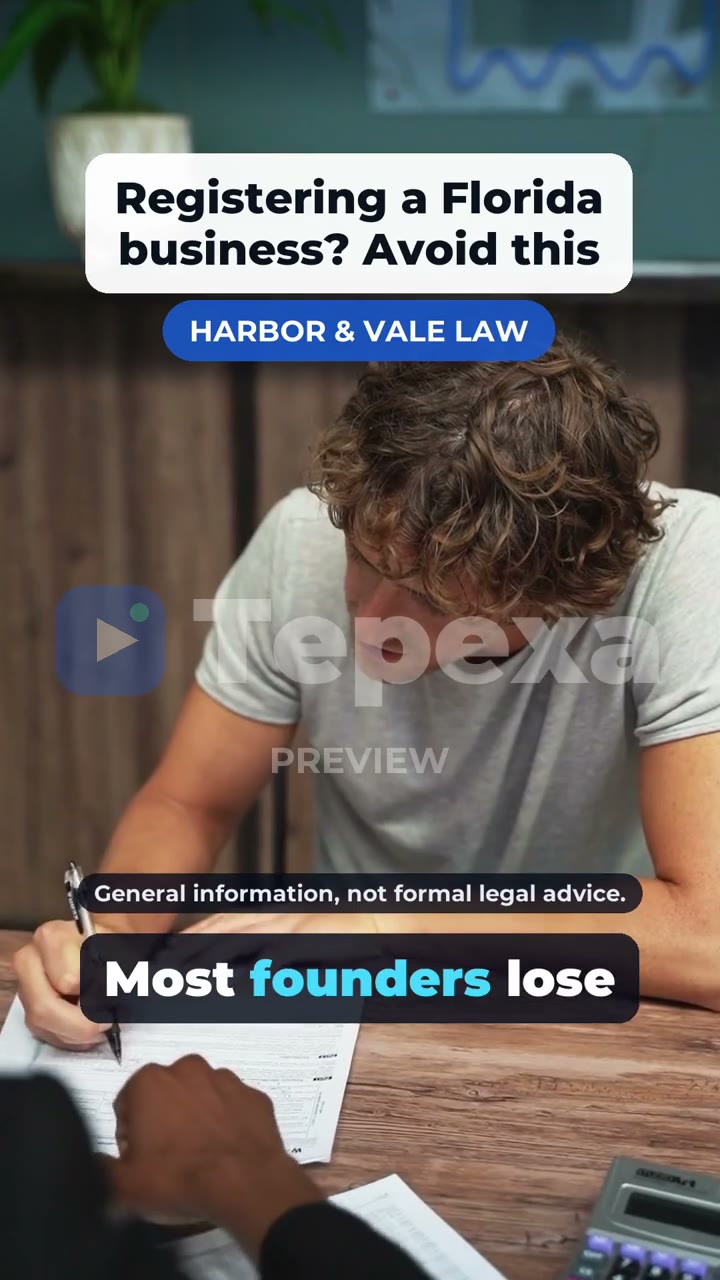 Registering a Florida
business? Avoid this
HARBOR & VALE LAW
Tepexa
PREVIEW
General information, not formal legal advice.
Most founders lose